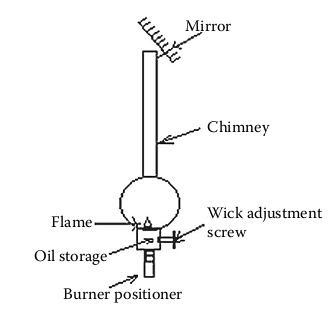 Mirror
Chimney
Wick adjustment
screw
Flame
Oil storage
Burner positioner